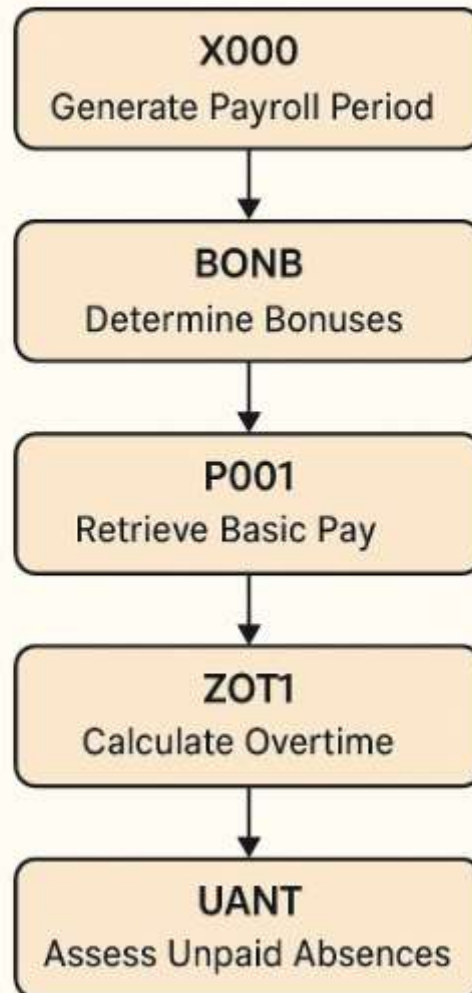 X000
Generate Payroll Period
BONB
Determine Bonuses
P001
Retrieve Basic Pay
ZOT1
Calculate Overtime
UANT
Assess Unpaid Absences